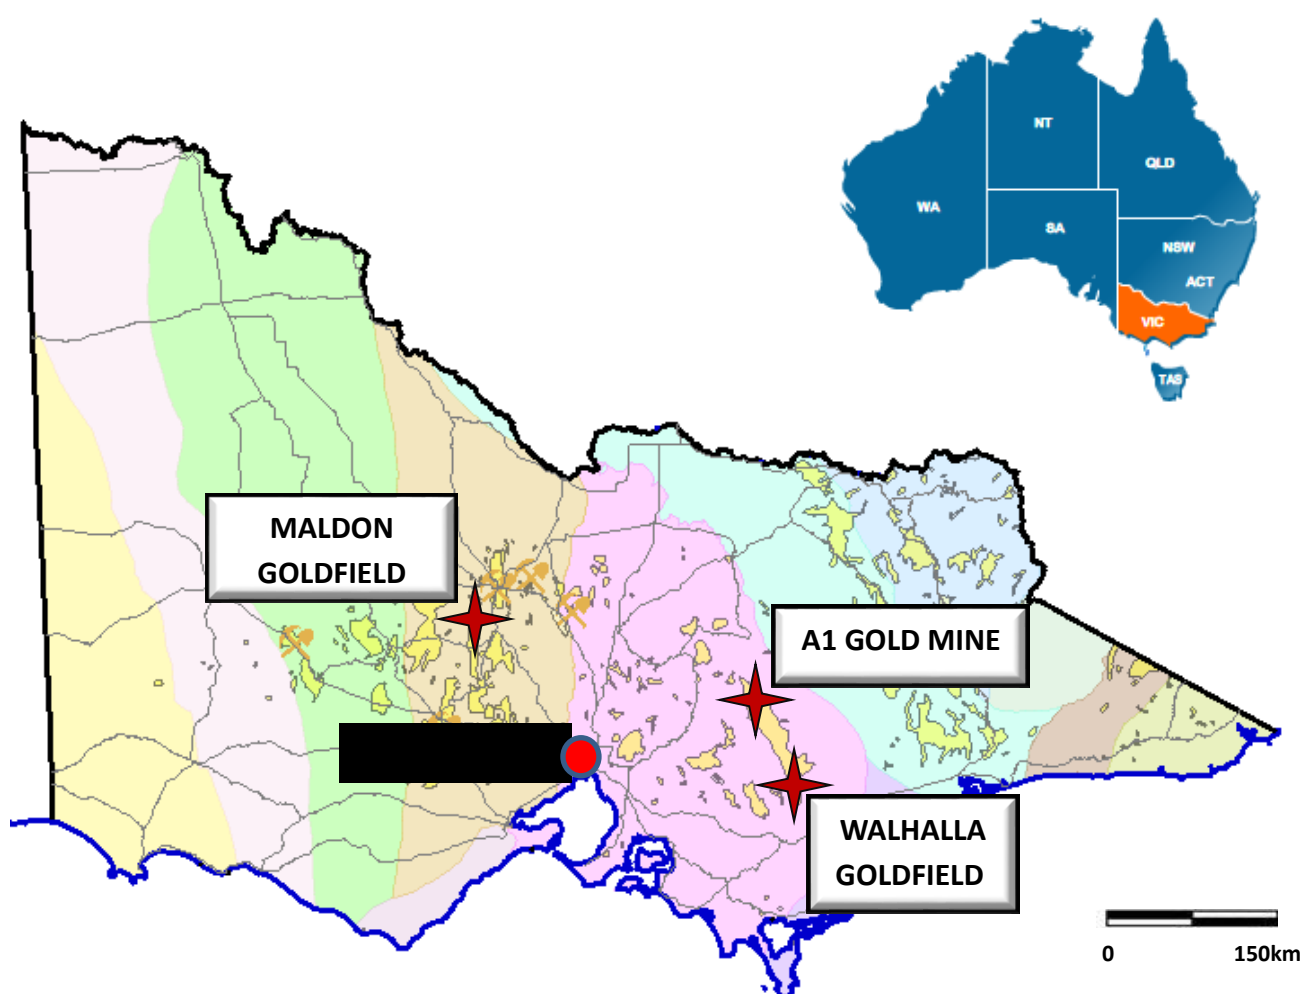 NT
QLD
WA
SA
NSW
ACT
VIC
TAS
MALDON
GOLDFIELD
A1 GOLD MINE
WALHALLA
GOLDFIELD
0 150km